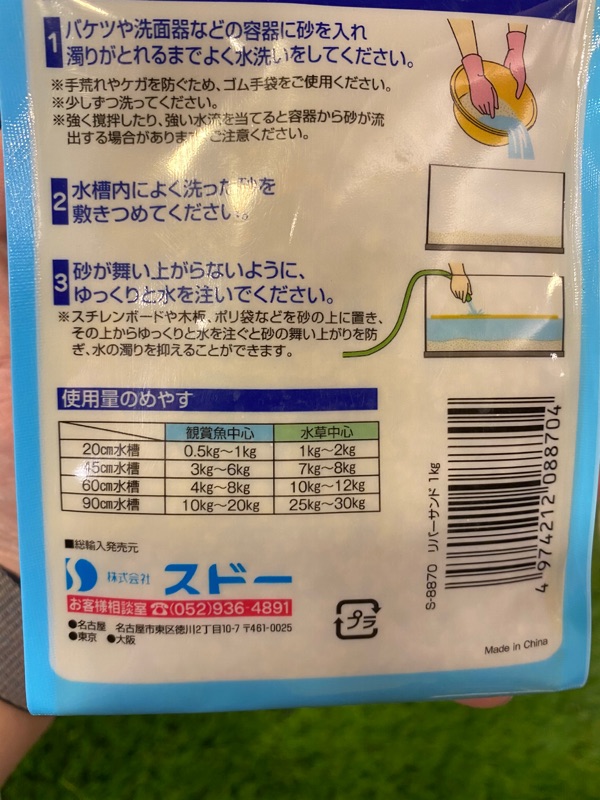 1 バケツや洗面器などの容器に砂を入れ
濁りがとれるまでよく水洗いをしてください。
※手荒れやケガを防ぐため、ゴム手袋をご使用ください。
※少しずつ洗ってください。
※強く攪拌したり、強い水流を当てると容器から砂が流
出する場合がありま ご注意ください。
2 水槽内によく洗った砂を
敷きつめてください。
3 砂が舞い上がらないように、
ゆっくりと水を注いでください。
※スチレンボードや木板、ポリ袋などを砂の上に置き、
その上からゆっくりと水を注ぐと砂の舞い上がりを防
ぎ、水の濁りを抑えることができます。
使用量のめやす
観賞魚中心 水草中心
20cm水槽 0.5kg〜1kg 1kg〜2kg
45cm水槽 3kg〜6kg 7kg〜8kg
60cm水槽 4kg〜8kg 10kg〜12kg
90cm水槽 10kg〜20kg 25kg〜30kg
■総輸入発売元
株式会社 スドー
お客様相談室☎(052)936-4891
●名古屋 名古屋市東区徳川2丁目10-7 〒461-0025
●東京 ●大阪
プラ
S-8870 リバーサンド 1kg
4 974212 088704
Made in China